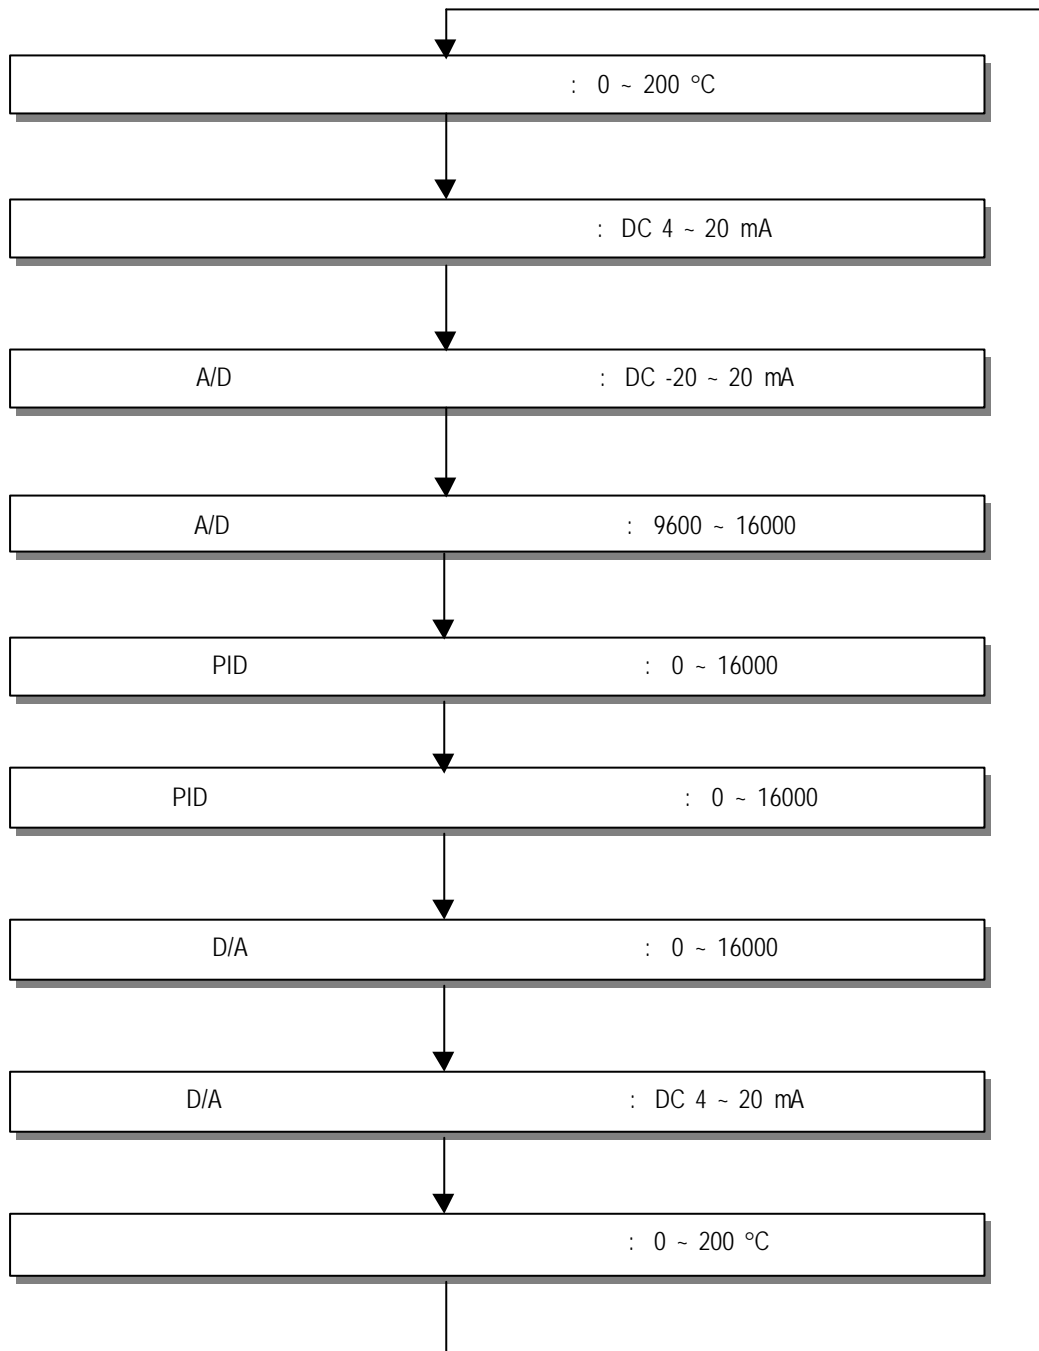 : 0 ~ 200 °C
: DC 4 ~ 20 mA
A/D : DC -20 ~ 20 mA
A/D : 9600 ~ 16000
PID : 0 ~ 16000
PID : 0 ~ 16000
D/A : 0 ~ 16000
D/A : DC 4 ~ 20 mA
: 0 ~ 200 °C